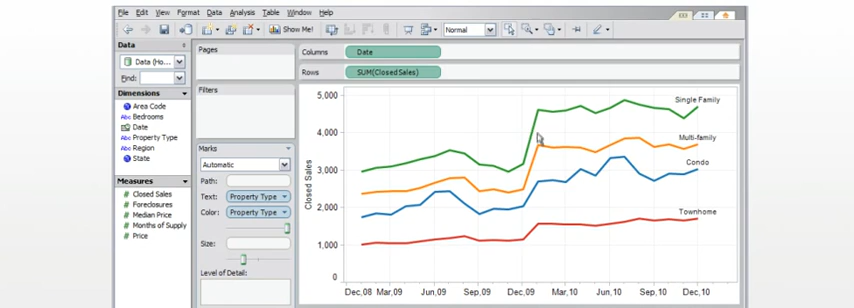 File Edit View Format Data Analysis Table Window Help
Show Me! Normal
Data
Data (Ho...
Find:
Dimensions
Area Code
Abc Bedrooms
Date
Abc Property Type
Abc Region
State
Measures
# Closed Sales
# Foreclosures
# Median Price
# Months of Supply
# Price
Pages
Filters
Marks
Automatic
Path:
Text: Property Type
Color: Property Type
Size:
Level of Detail:
Columns Date
Rows SUM(ClosedSales)
Closed Sales
5,000
4,000
3,000
2,000
1,000
0
Single Family
Multi-family
Condo
Townhome
Dec,08 Mar,09 Jun,09 Sep,09 Dec,09 Mar,10 Jun,10 Sep,10 Dec,10